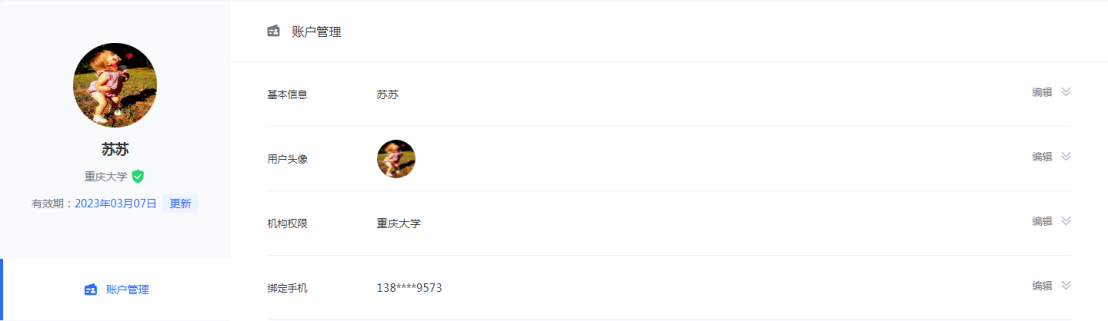 苏苏
重庆大学
有效期：2023年03月07日 更新
账户管理
账户管理
基本信息 苏苏 编辑
用户头像 编辑
机构权限 重庆大学 编辑
绑定手机 138****9573 编辑